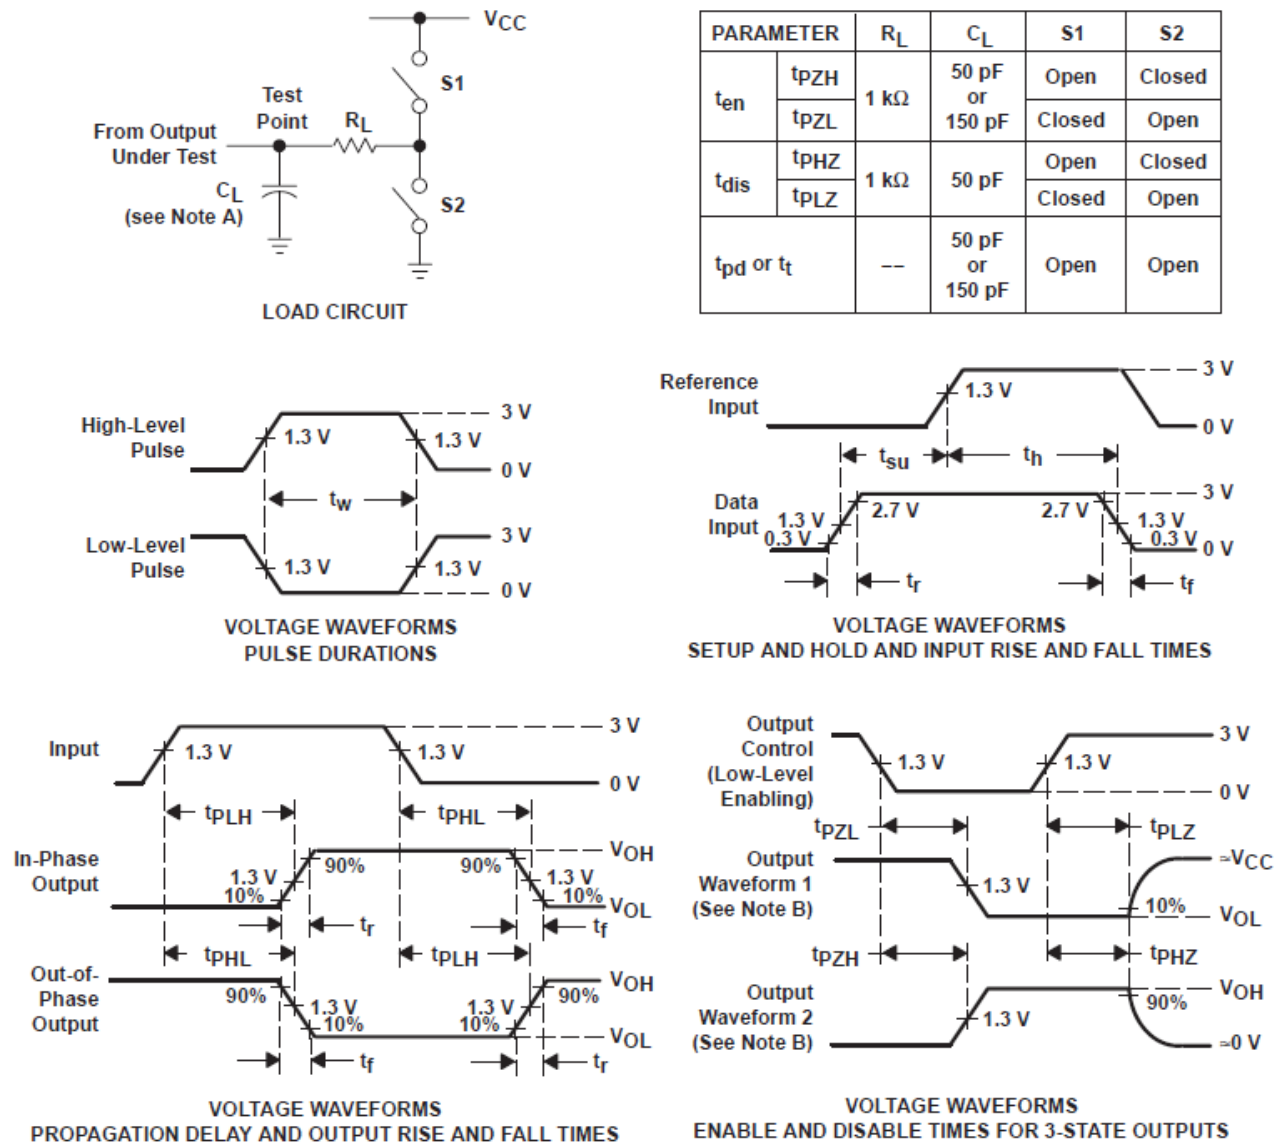 VCC
S1
Test
Point
RL
From Output
Under Test
CL
(see Note A)
S2
LOAD CIRCUIT
PARAMETER RL CL S1 S2
ten tPZH 1 kΩ 50 pF or 150 pF Open Closed
tPZL Closed Open
tdis tPHZ 1 kΩ 50 pF Open Closed
tPLZ Closed Open
tpd or tt –– 50 pF or 150 pF Open Open
High-Level
Pulse
1.3 V
1.3 V
3 V
0 V
tw
Low-Level
Pulse
1.3 V
1.3 V
3 V
0 V
VOLTAGE WAVEFORMS
PULSE DURATIONS
Reference
Input
1.3 V
3 V
0 V
tsu
th
Data
Input
1.3 V
0.3 V
2.7 V
2.7 V
3 V
1.3 V
0.3 V
0 V
tr
tf
VOLTAGE WAVEFORMS
SETUP AND HOLD AND INPUT RISE AND FALL TIMES
Input
1.3 V
1.3 V
3 V
0 V
tPLH
tPHL
In-Phase
Output
1.3 V
10%
90%
90%
1.3 V
10%
VOH
VOL
tr
tf
tPHL
tPLH
Out-of-
Phase
Output
90%
1.3 V
10%
1.3 V
10%
90%
VOH
VOL
tf
tr
VOLTAGE WAVEFORMS
PROPAGATION DELAY AND OUTPUT RISE AND FALL TIMES
Output
Control
(Low-Level
Enabling)
1.3 V
1.3 V
3 V
0 V
tPZL
tPLZ
Output
Waveform 1
(See Note B)
1.3 V
10%
≈VCC
VOL
tPZH
tPHZ
Output
Waveform 2
(See Note B)
1.3 V
90%
VOH
≈0 V
VOLTAGE WAVEFORMS
ENABLE AND DISABLE TIMES FOR 3-STATE OUTPUTS